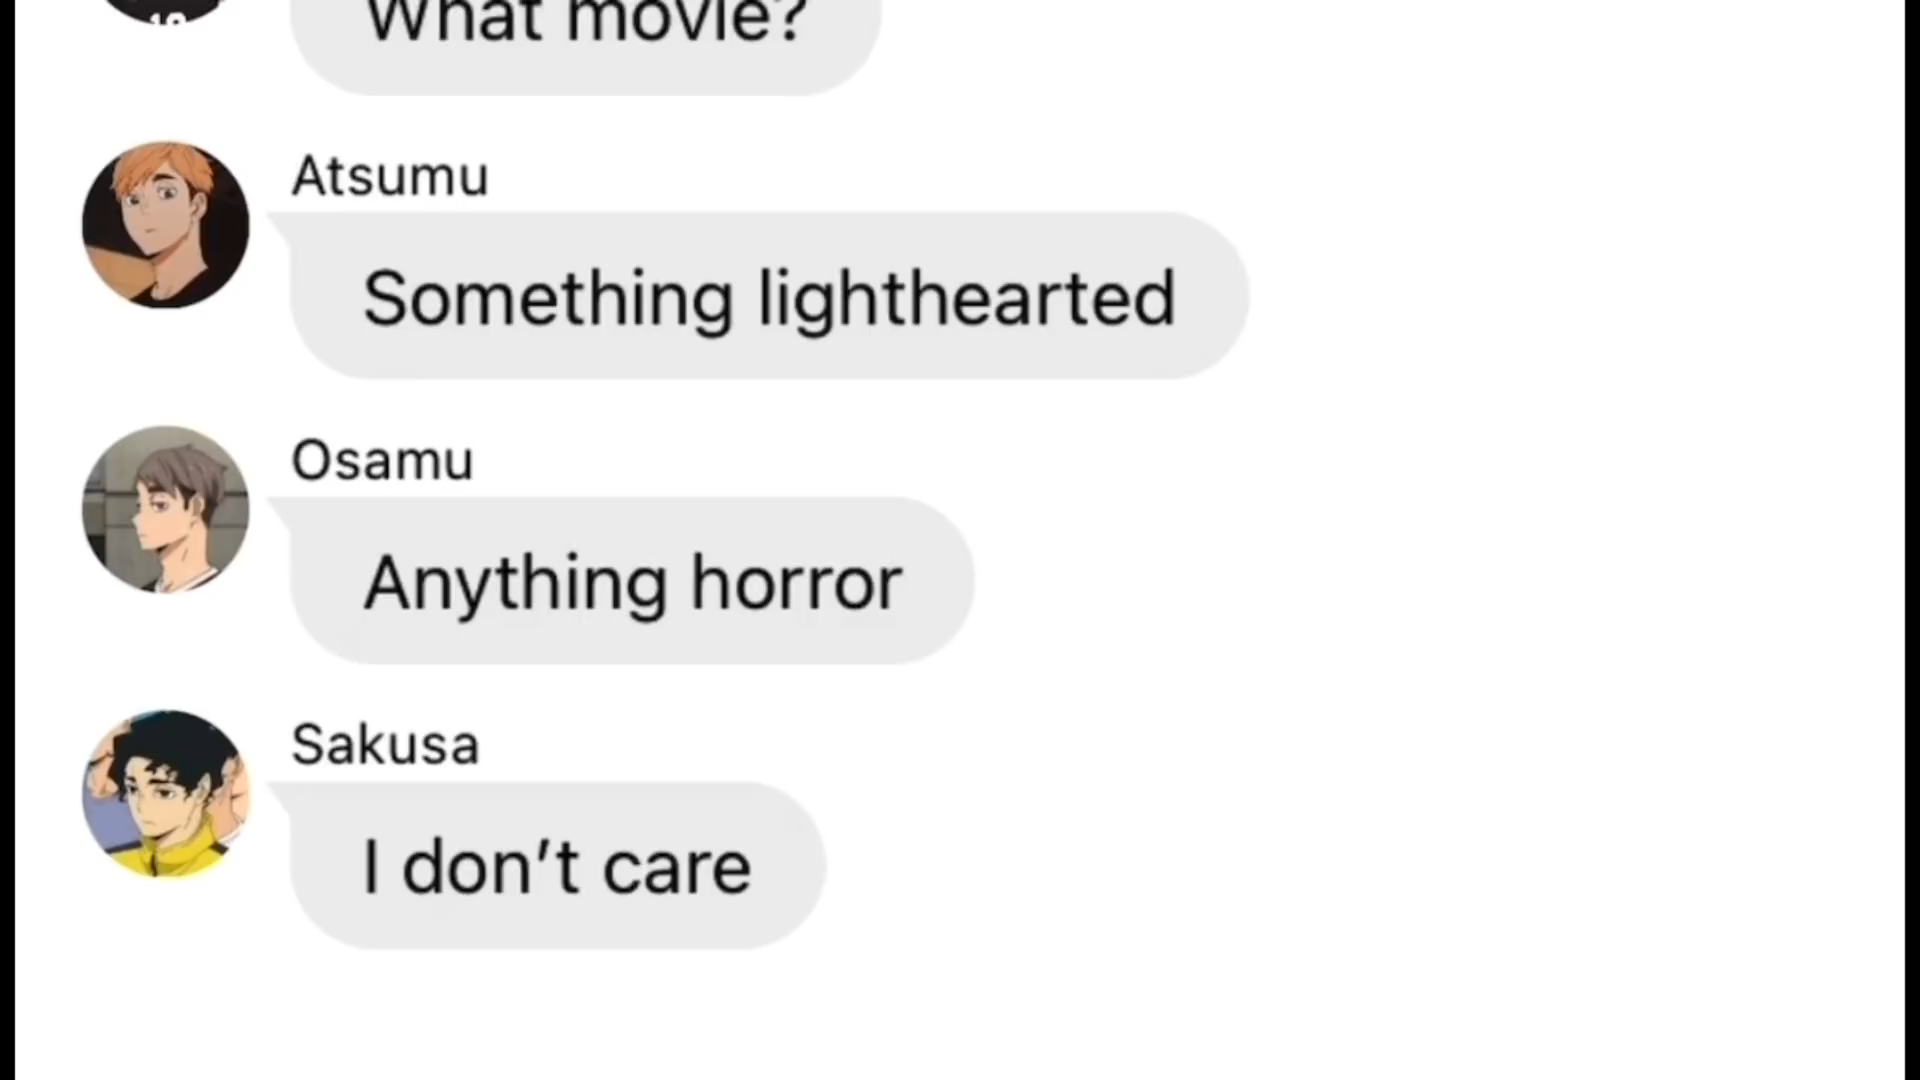 What movie?
Atsumu
Something lighthearted
Osamu
Anything horror
Sakusa
I don’t care